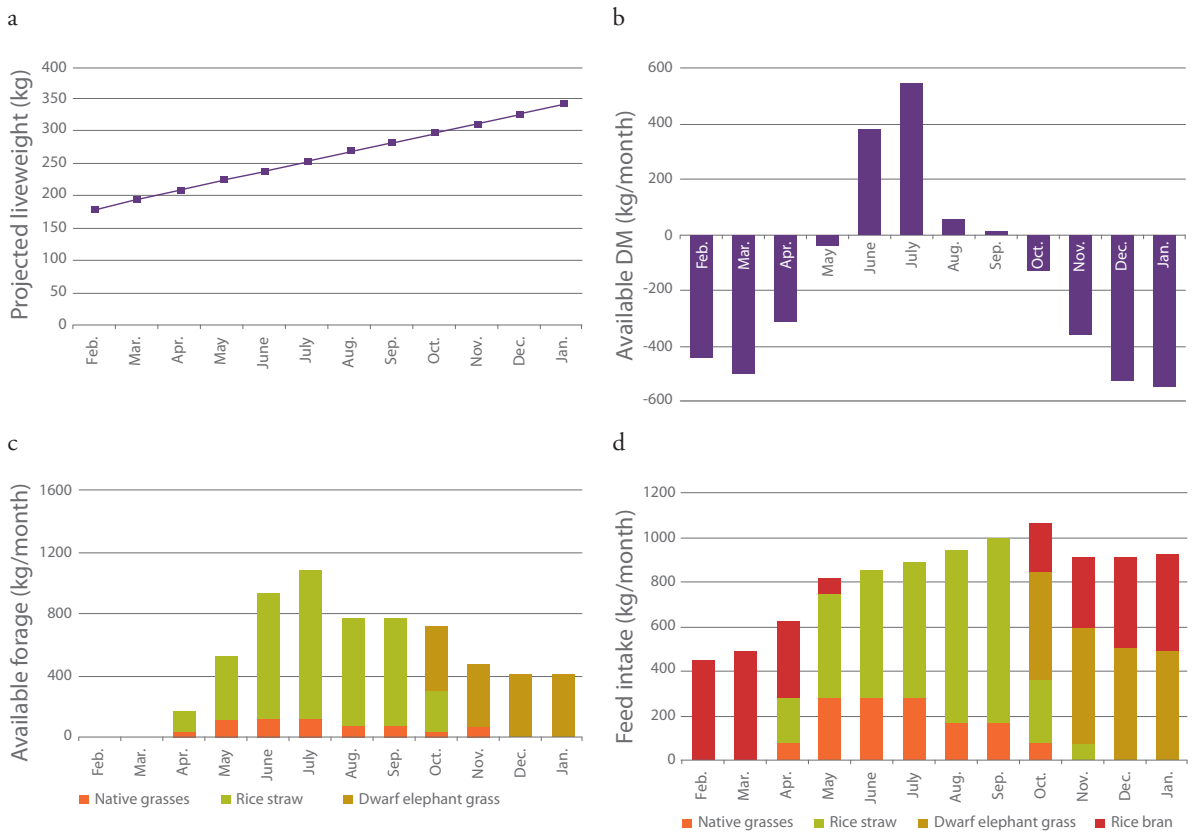 a
Projected liveweight (kg)
400
350
300
250
200
150
100
50
0
Feb.
Mar.
Apr.
May
June
July
Aug.
Sep.
Oct.
Nov.
Dec.
Jan.
b
Available DM (kg/month)
600
400
200
0
-200
-400
-600
Feb.
Mar.
Apr.
May
June
July
Aug.
Sep.
Oct.
Nov.
Dec.
Jan.
c
Available forage (kg/month)
1600
1200
800
400
0
Feb.
Mar.
Apr.
May
June
July
Aug.
Sep.
Oct.
Nov.
Dec.
Jan.
Native grasses Rice straw Dwarf elephant grass
d
Feed intake (kg/month)
1200
1000
800
600
400
200
0
Feb.
Mar.
Apr.
May
June
July
Aug.
Sep.
Oct.
Nov.
Dec.
Jan.
Native grasses Rice straw Dwarf elephant grass Rice bran